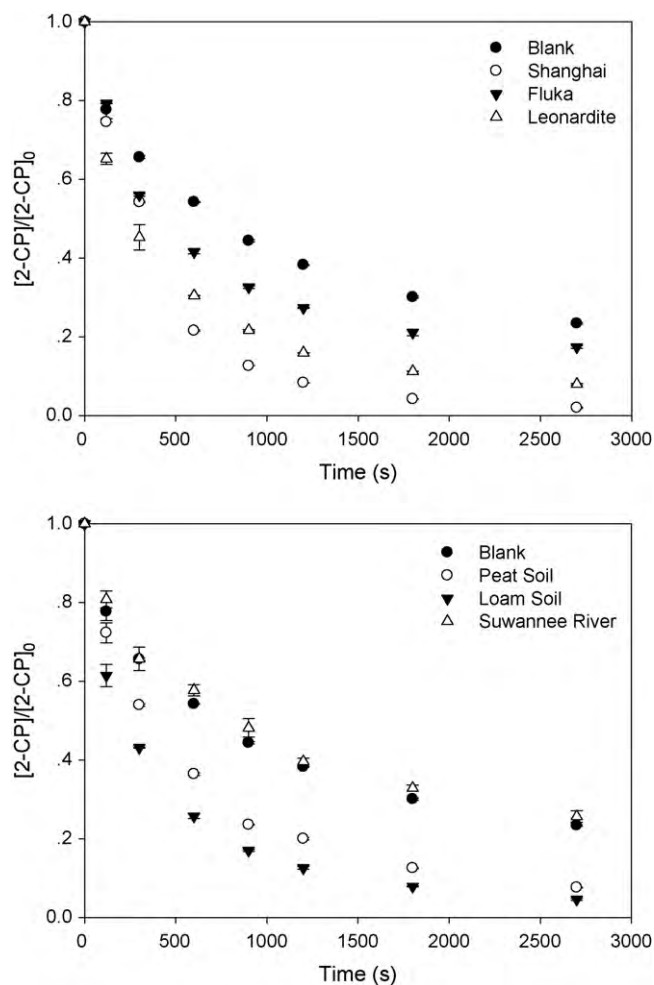 1.0
.8
.6
.4
.2
0.0
[2-CP]/[2-CP]0
Blank
Shanghai
Fluka
Leonardite
0 500 1000 1500 2000 2500 3000
Time (s)
1.0
.8
.6
.4
.2
0.0
[2-CP]/[2-CP]0
Blank
Peat Soil
Loam Soil
Suwannee River
0 500 1000 1500 2000 2500 3000
Time (s)